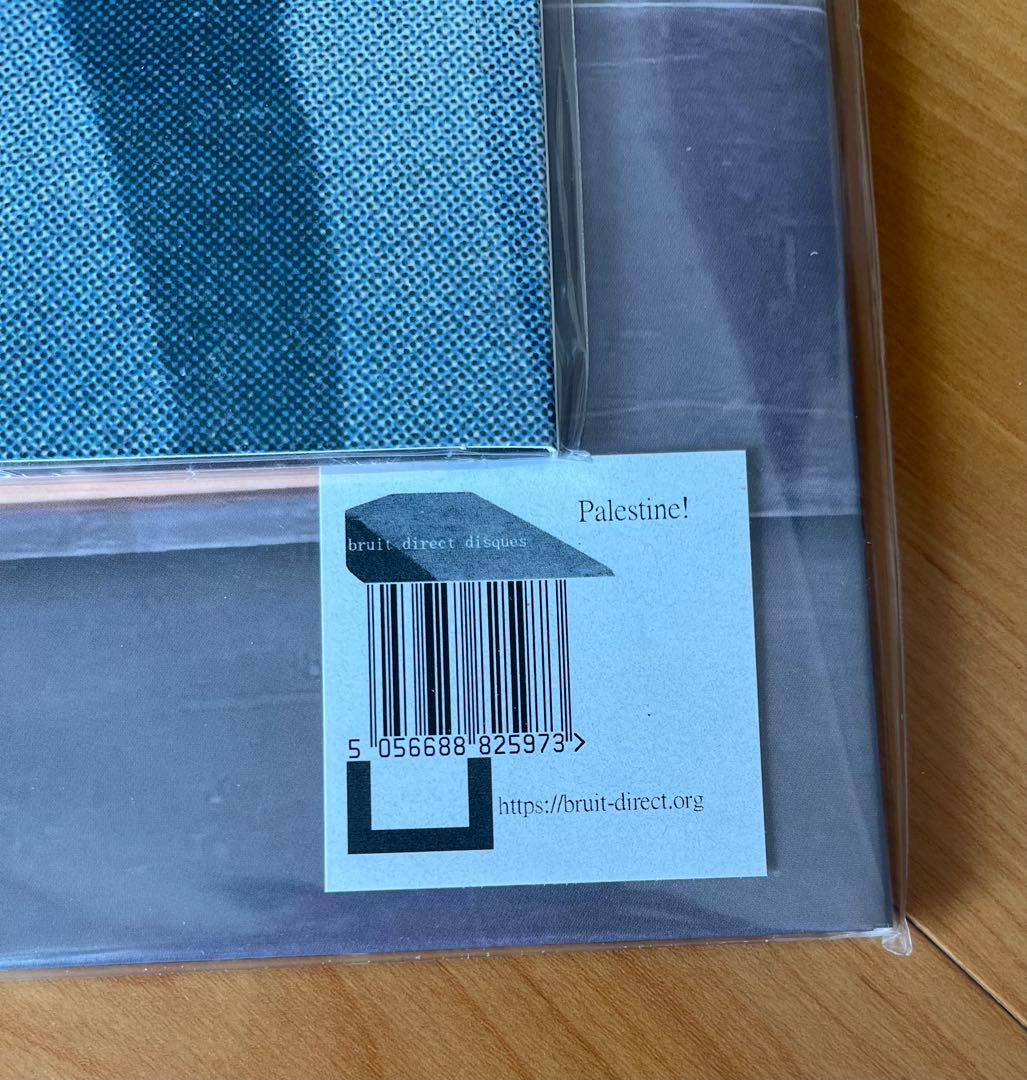 Palestine!
bruit direct disques
5 056688 825973 >
https://bruit-direct.org